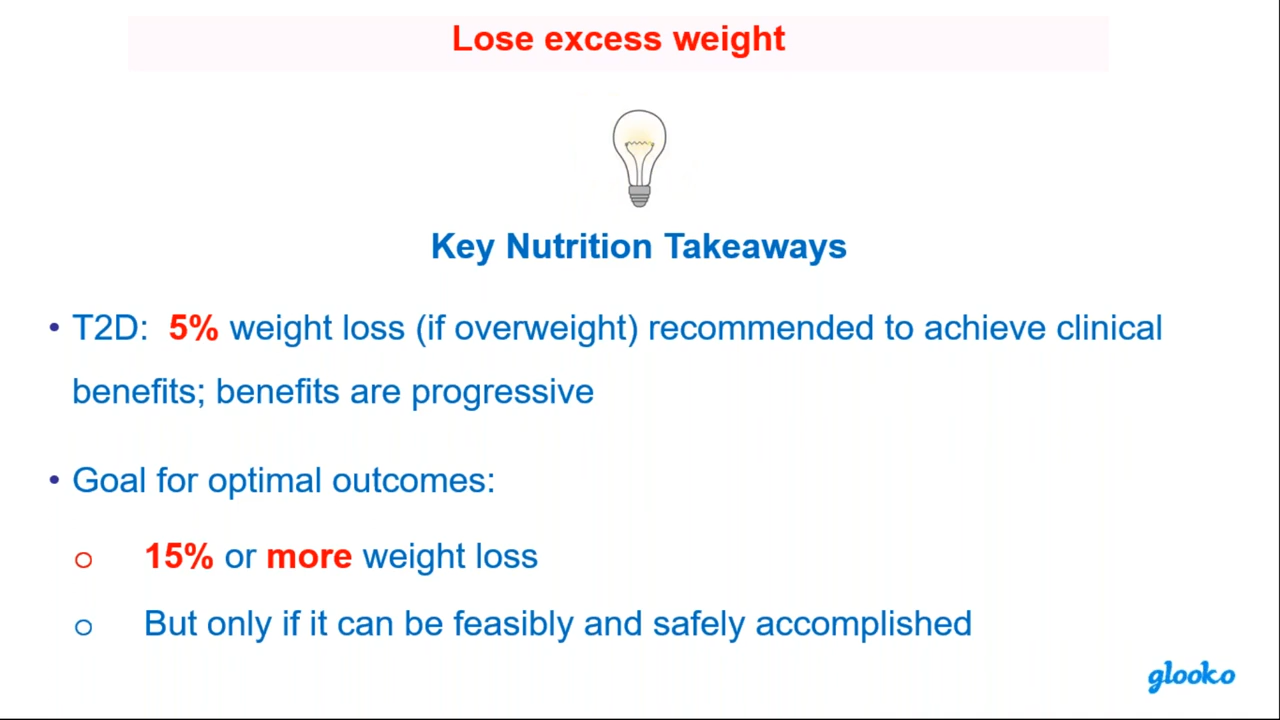 Lose excess weight
Key Nutrition Takeaways
• T2D: 5% weight loss (if overweight) recommended to achieve clinical
benefits; benefits are progressive
• Goal for optimal outcomes:
o 15% or more weight loss
o But only if it can be feasibly and safely accomplished
glooko